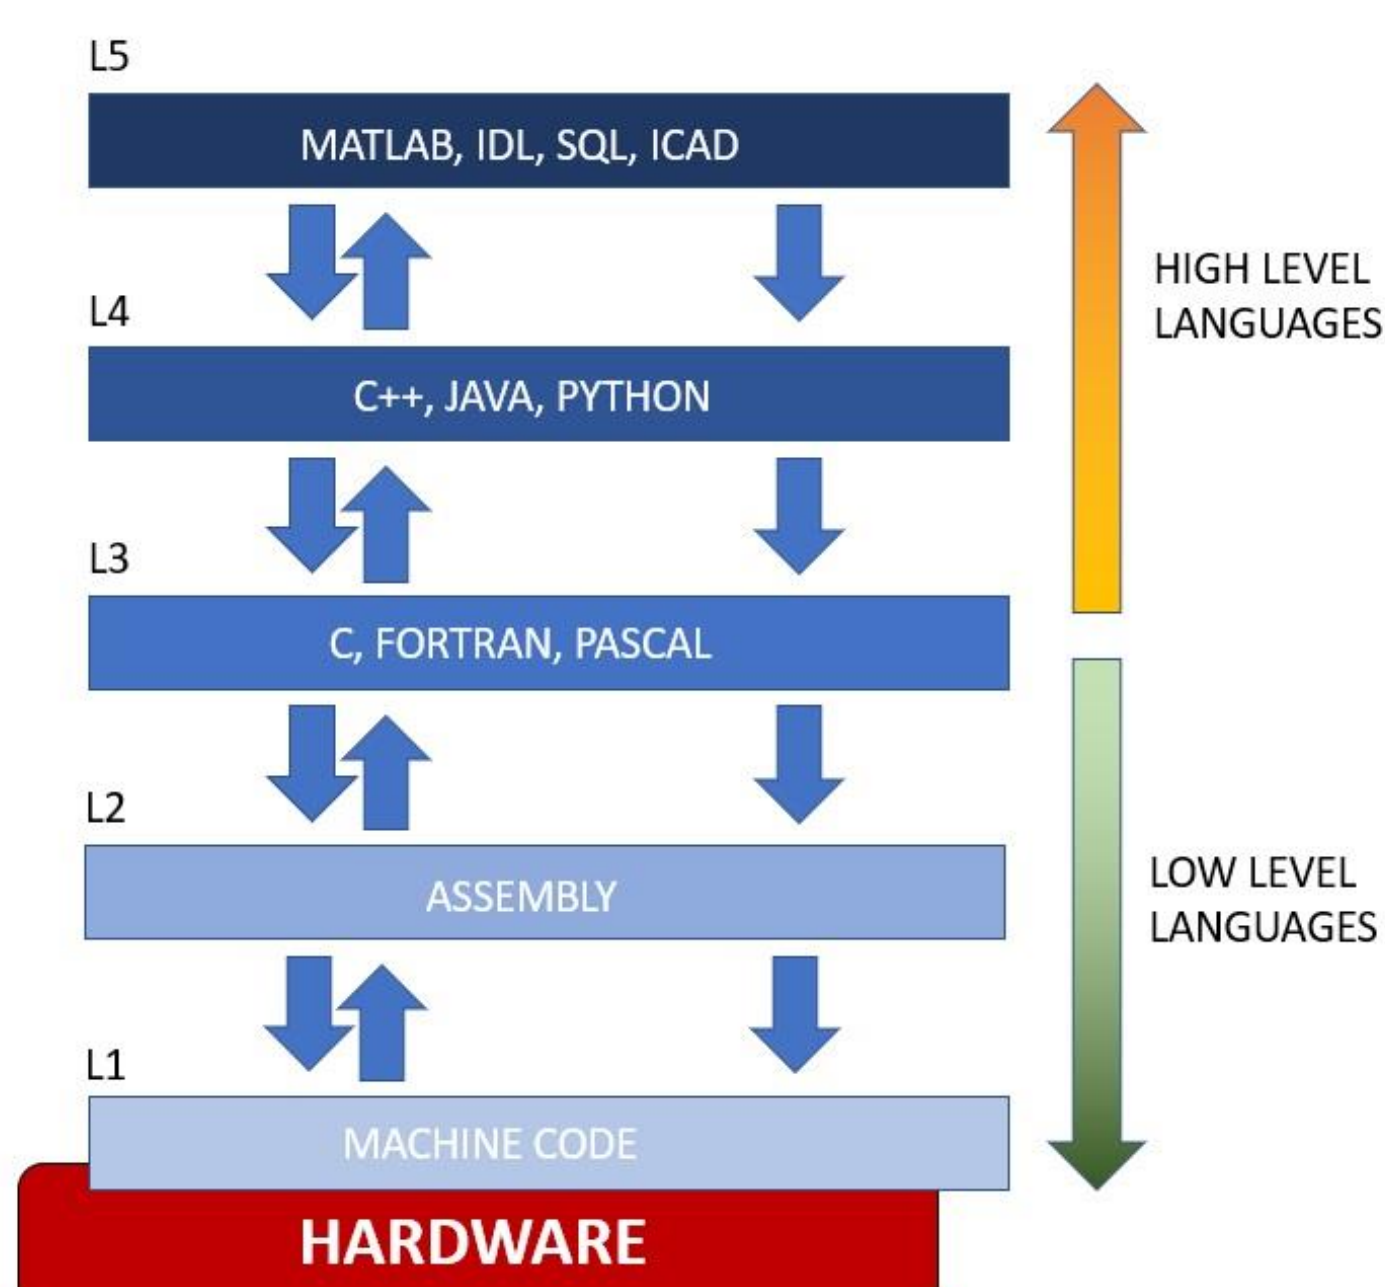 L5
MATLAB, IDL, SQL, ICAD
HIGH LEVEL
LANGUAGES
L4
C++, JAVA, PYTHON
L3
C, FORTRAN, PASCAL
L2
ASSEMBLY
LOW LEVEL
LANGUAGES
L1
MACHINE CODE
HARDWARE